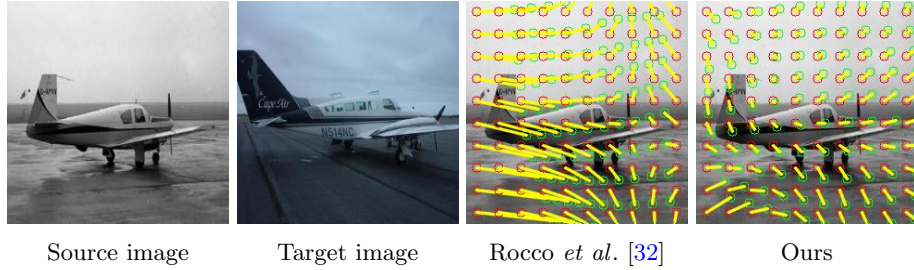 Cape Air
N514NC
Source image
Target image
Rocco et al. [32]
Ours